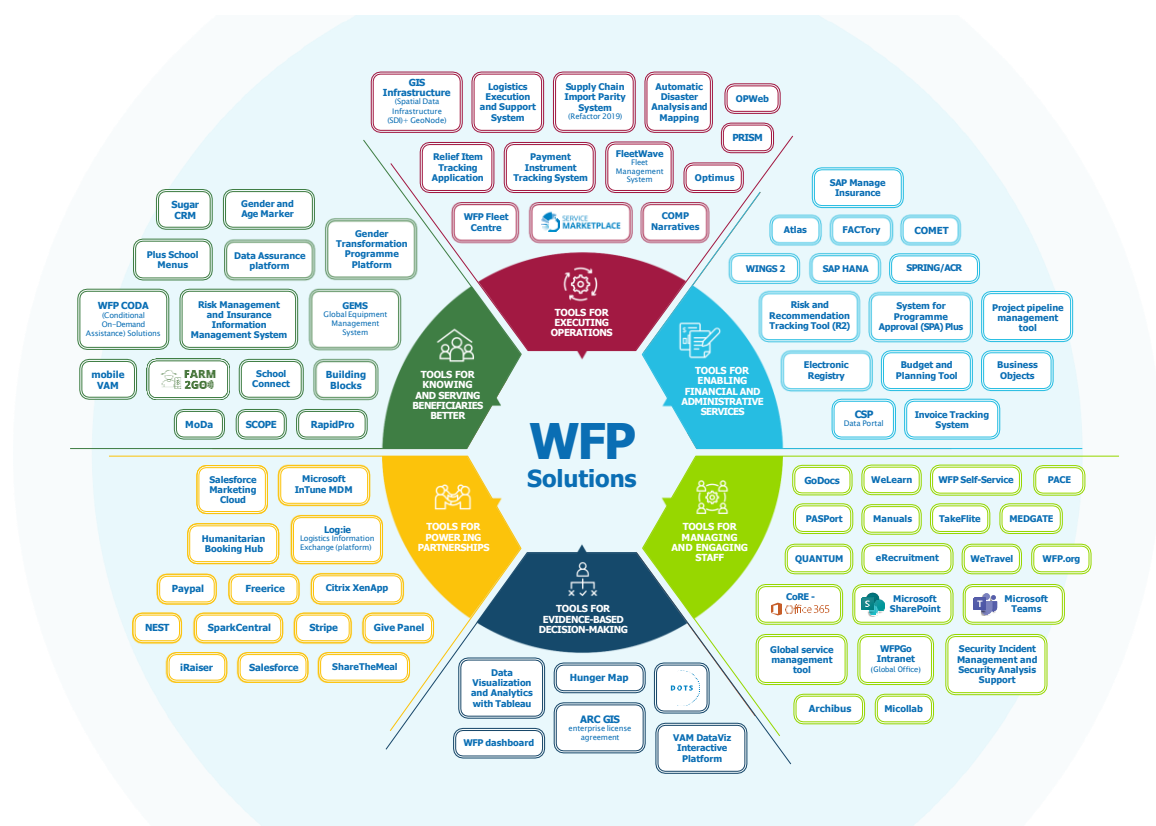 GIS
Infrastructure
(Spatial Data
Infrastructure
(SDI)+ GeoNode)
Logistics
Execution
and Support
System
Supply Chain
Import Parity
System
(Refactor 2019)
Automatic
Disaster
Analysis and
Mapping
OPWeb
PRISM
Relief Item
Tracking
Application
Payment
Instrument
Tracking System
FleetWave
Fleet
Management
System
Optimus
WFP Fleet
Centre
SERVICE
MARKETPLACE
COMP
Narratives
TOOLS FOR
EXECUTING
OPERATIONS
SAP Manage
Insurance
Atlas
FACTory
COMET
WINGS 2
SAP HANA
SPRING/ACR
Risk and
Recommendation
Tracking Tool (R2)
System for
Programme
Approval (SPA) Plus
Project pipeline
management
tool
Electronic
Registry
Budget and
Planning Tool
Business
Objects
CSP
Data Portal
Invoice Tracking
System
TOOLS FOR
ENABLING
FINANCIAL AND
ADMINISTRATIVE
SERVICES
Sugar
CRM
Gender and
Age Marker
Gender
Transformation
Programme
Platform
Plus School
Menus
Data Assurance
platform
WFP CODA
(Conditional
On-Demand
Assistance) Solutions
Risk Management
and Insurance
Information
Management System
GEMS
Global Equipment
Management
System
mobile
VAM
FARM
2GO
School
Connect
Building
Blocks
MoDa
SCOPE
RapidPro
TOOLS FOR
KNOWING
AND SERVING
BENEFICIARIES
BETTER
WFP
Solutions
Salesforce
Marketing
Cloud
Microsoft
InTune MDM
Humanitarian
Booking Hub
Log:ie
Logistics Information
Exchange (platform)
Paypal
Freerice
Citrix XenApp
NEST
SparkCentral
Stripe
Give Panel
iRaiser
Salesforce
ShareTheMeal
TOOLS FOR
POWER ING
PARTNERSHIPS
TOOLS FOR
MANAGING
AND ENGAGING
STAFF
GoDocs
WeLearn
WFP Self-Service
PACE
PASPort
Manuals
TakeFlite
MEDGATE
QUANTUM
eRecruitment
WeTravel
WFP.org
CoRE -
Office 365
S
Microsoft
SharePoint
T
Microsoft
Teams
Global service
management
tool
WFPGo
Intranet
(Global Office)
Security Incident
Management and
Security Analysis
Support
Archibus
Micollab
TOOLS FOR
EVIDENCE-BASED
DECISION-MAKING
Data
Visualization
and Analytics
with Tableau
Hunger Map
DOTS
WFP dashboard
ARC GIS
enterprise license
agreement
VAM DataViz
Interactive
Platform